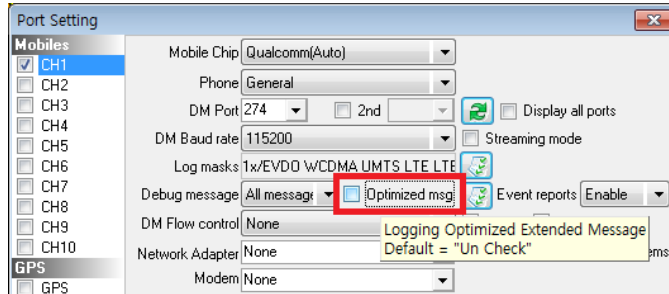 Port Setting
Mobiles
CH1
CH2
CH3
CH4
CH5
CH6
CH7
CH8
CH9
CH10
GPS
GPS
Mobile Chip Qualcomm(Auto)
Phone General
DM Port 274 2nd Display all ports
DM Baud rate 115200 Streaming mode
Log masks 1x/EVDO WCDMA UMTS LTE LTE
Debug message All message Optimized msg Event reports Enable
DM Flow control None
Logging Optimized Extended Message
Default = "Un Check"
Network Adapter None
Modem None